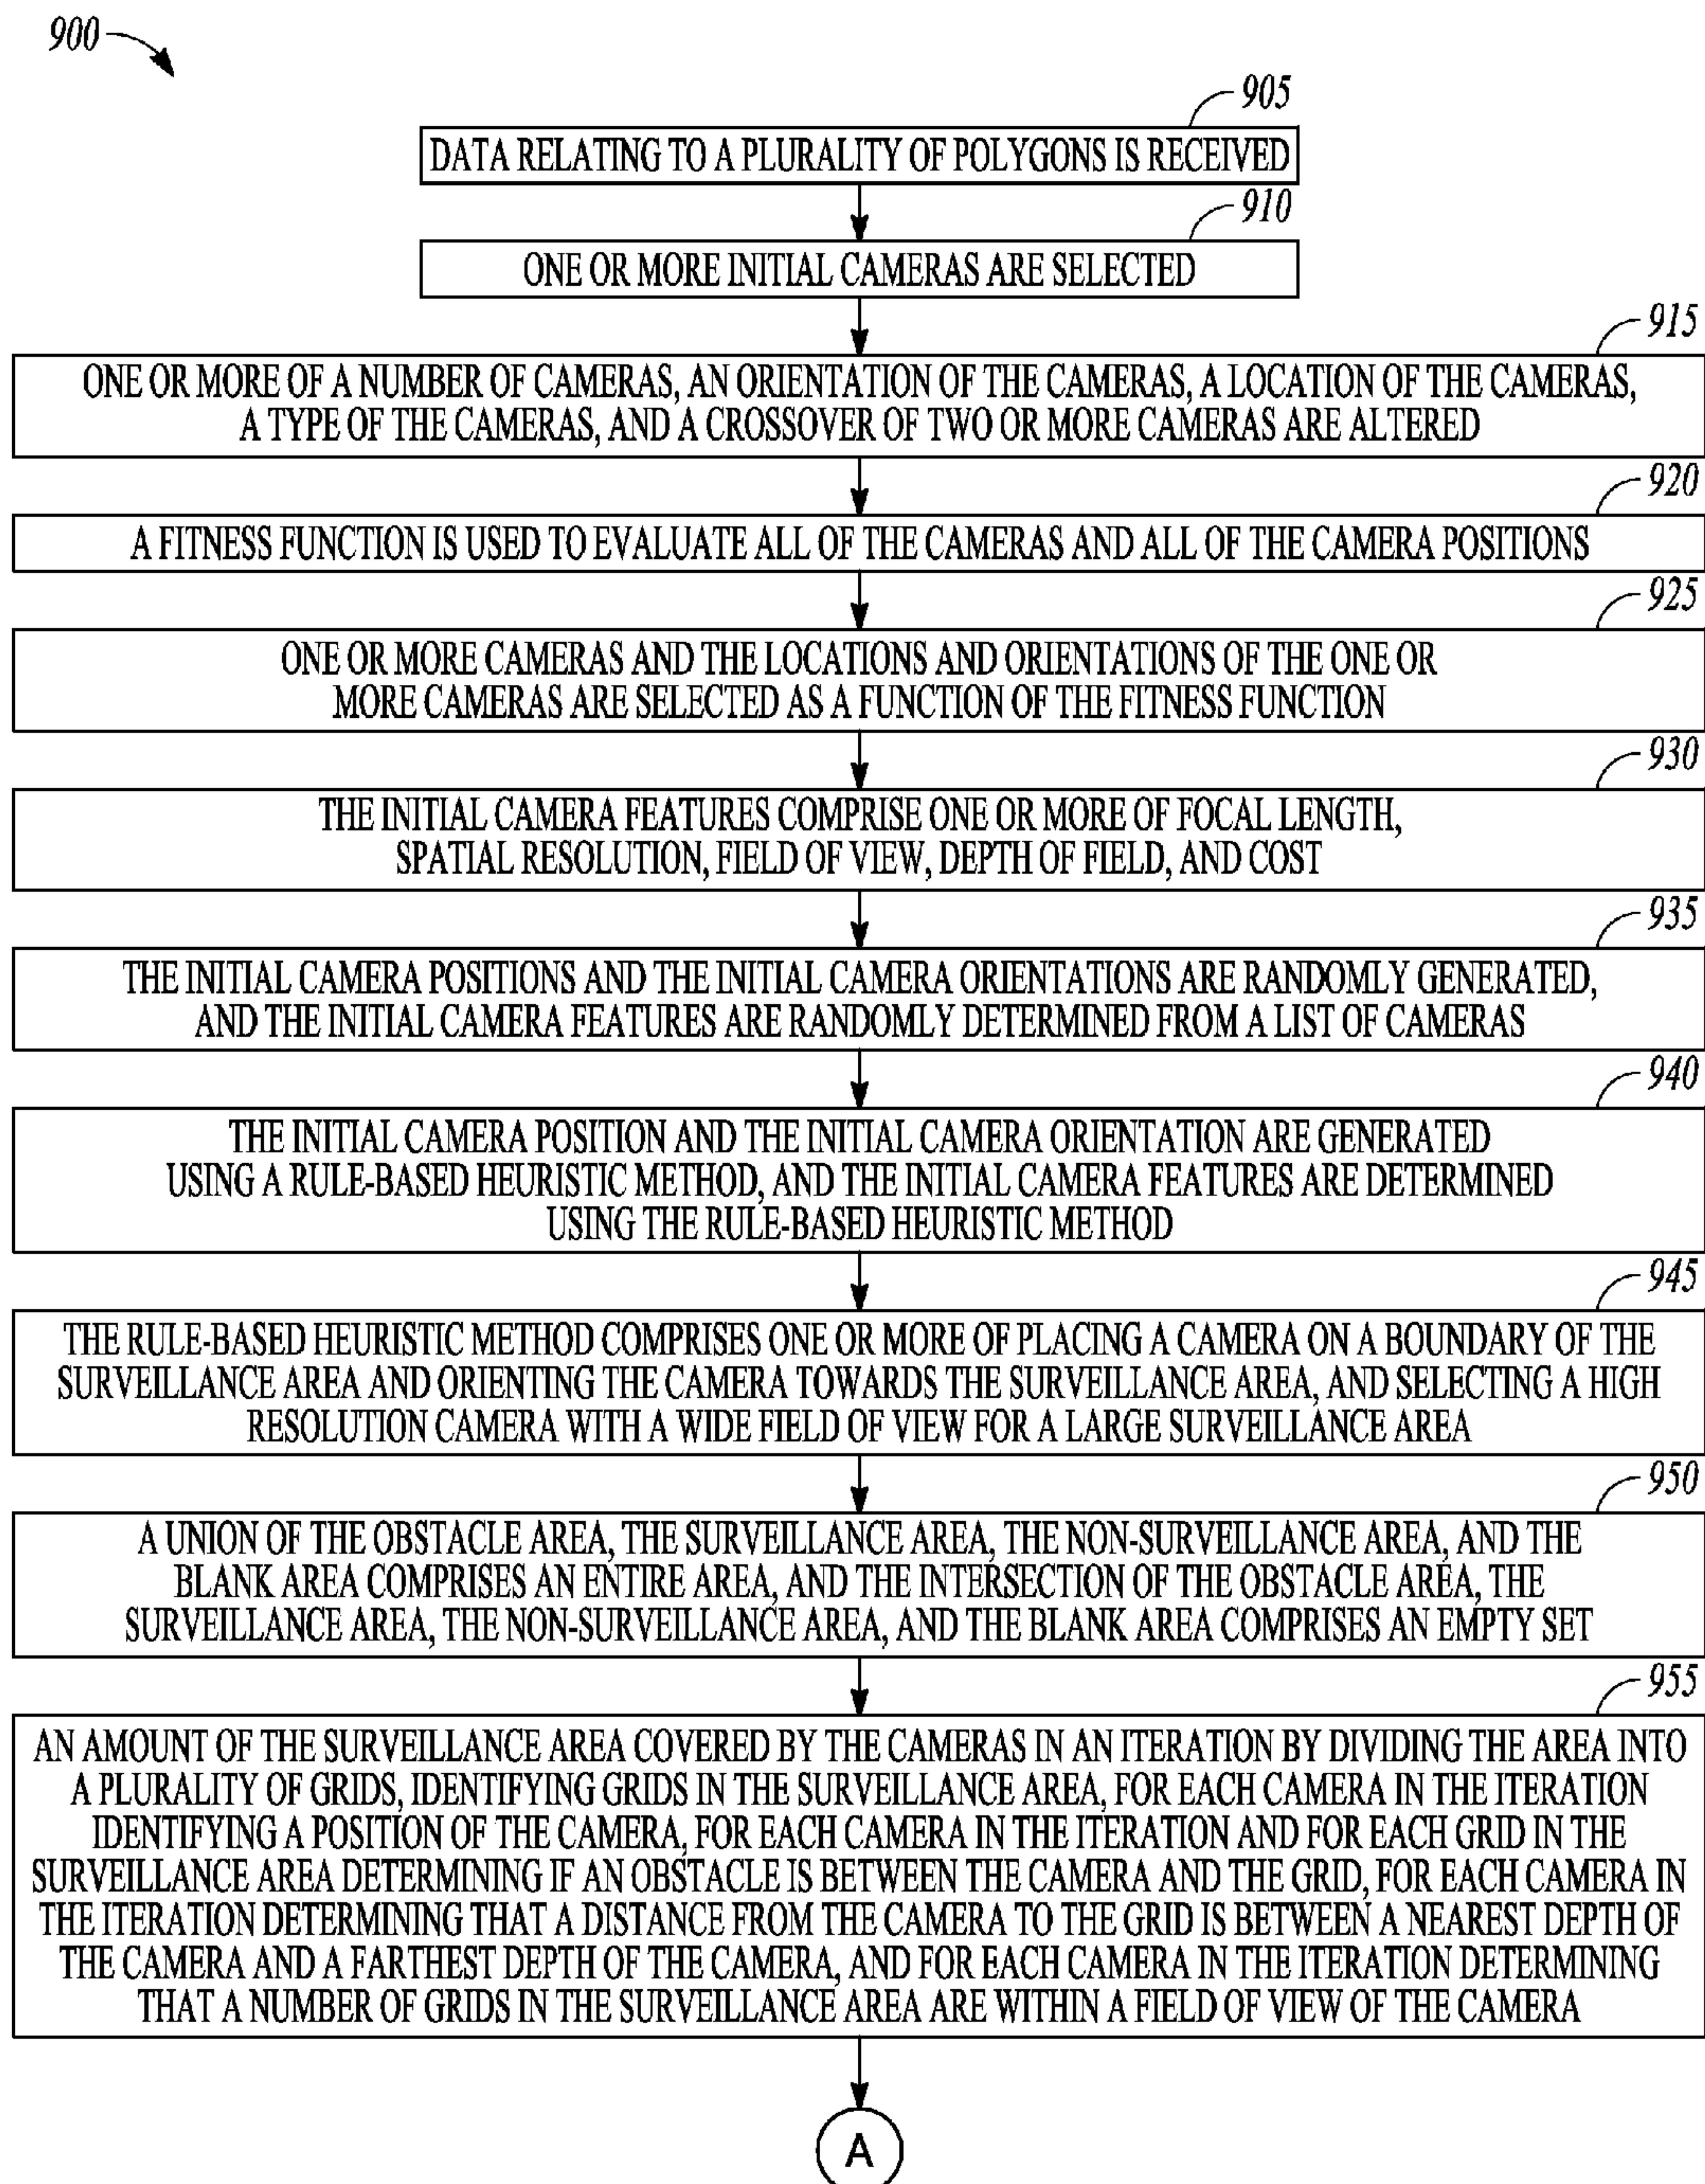 900
905
DATA RELATING TO A PLURALITY OF POLYGONS IS RECEIVED
910
ONE OR MORE INITIAL CAMERAS ARE SELECTED
915
ONE OR MORE OF A NUMBER OF CAMERAS, AN ORIENTATION OF THE CAMERAS, A LOCATION OF THE CAMERAS,
A TYPE OF THE CAMERAS, AND A CROSSOVER OF TWO OR MORE CAMERAS ARE ALTERED
920
A FITNESS FUNCTION IS USED TO EVALUATE ALL OF THE CAMERAS AND ALL OF THE CAMERA POSITIONS
925
ONE OR MORE CAMERAS AND THE LOCATIONS AND ORIENTATIONS OF THE ONE OR
MORE CAMERAS ARE SELECTED AS A FUNCTION OF THE FITNESS FUNCTION
930
THE INITIAL CAMERA FEATURES COMPRISE ONE OR MORE OF FOCAL LENGTH,
SPATIAL RESOLUTION, FIELD OF VIEW, DEPTH OF FIELD, AND COST
935
THE INITIAL CAMERA POSITIONS AND THE INITIAL CAMERA ORIENTATIONS ARE RANDOMLY GENERATED,
AND THE INITIAL CAMERA FEATURES ARE RANDOMLY DETERMINED FROM A LIST OF CAMERAS
940
THE INITIAL CAMERA POSITION AND THE INITIAL CAMERA ORIENTATION ARE GENERATED
USING A RULE-BASED HEURISTIC METHOD, AND THE INITIAL CAMERA FEATURES ARE DETERMINED
USING THE RULE-BASED HEURISTIC METHOD
945
THE RULE-BASED HEURISTIC METHOD COMPRISES ONE OR MORE OF PLACING A CAMERA ON A BOUNDARY OF THE
SURVEILLANCE AREA AND ORIENTING THE CAMERA TOWARDS THE SURVEILLANCE AREA, AND SELECTING A HIGH
RESOLUTION CAMERA WITH A WIDE FIELD OF VIEW FOR A LARGE SURVEILLANCE AREA
950
A UNION OF THE OBSTACLE AREA, THE SURVEILLANCE AREA, THE NON-SURVEILLANCE AREA, AND THE
BLANK AREA COMPRISES AN ENTIRE AREA, AND THE INTERSECTION OF THE OBSTACLE AREA, THE
SURVEILLANCE AREA, THE NON-SURVEILLANCE AREA, AND THE BLANK AREA COMPRISES AN EMPTY SET
955
AN AMOUNT OF THE SURVEILLANCE AREA COVERED BY THE CAMERAS IN AN ITERATION BY DIVIDING THE AREA INTO
A PLURALITY OF GRIDS, IDENTIFYING GRIDS IN THE SURVEILLANCE AREA, FOR EACH CAMERA IN THE ITERATION
IDENTIFYING A POSITION OF THE CAMERA, FOR EACH CAMERA IN THE ITERATION AND FOR EACH GRID IN THE
SURVEILLANCE AREA DETERMINING IF AN OBSTACLE IS BETWEEN THE CAMERA AND THE GRID, FOR EACH CAMERA IN
THE ITERATION DETERMINING THAT A DISTANCE FROM THE CAMERA TO THE GRID IS BETWEEN A NEAREST DEPTH OF
THE CAMERA AND A FARTHEST DEPTH OF THE CAMERA, AND FOR EACH CAMERA IN THE ITERATION DETERMINING
THAT A NUMBER OF GRIDS IN THE SURVEILLANCE AREA ARE WITHIN A FIELD OF VIEW OF THE CAMERA
A